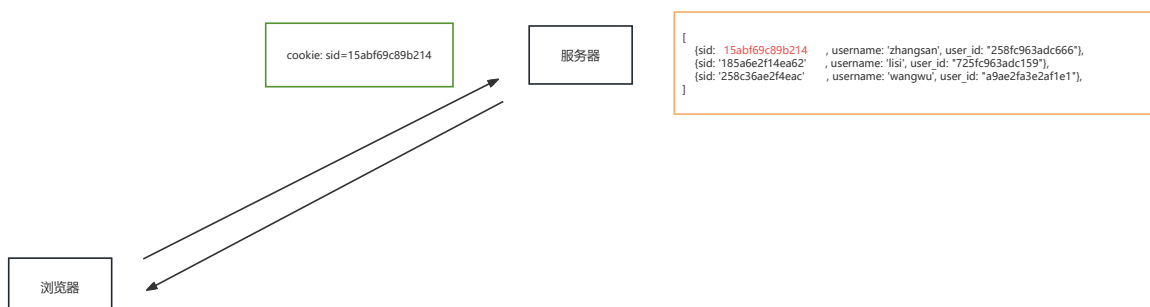 cookie: sid=15abf69c89b214
服务器
[
{sid: 15abf69c89b214 , username: 'zhangsan', user_id: "258fc963adc666"},
{sid: '185a6e2f14ea62' , username: 'lisi', user_id: "725fc963adc159"},
{sid: '258c36ae2f4eac' , username: 'wangwu', user_id: "a9ae2fa3e2af1e1"},
]
浏览器